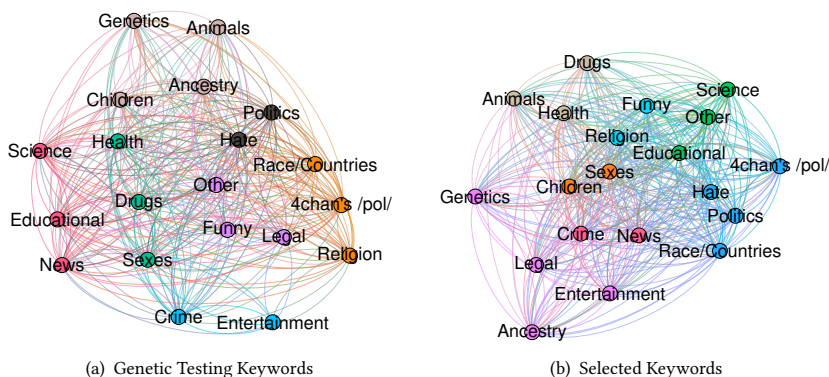 Genetics
Animals
Ancestry
Children
Politics
Health
Hate
Science
Race/Countries
Other
Drugs
4chan's /pol/
Educational
Funny
Legal
Religion
News
Sexes
Crime
Entertainment
(a) Genetic Testing Keywords
Drugs
Science
Animals
Funny
Health
Other
Religion
Educational
4chan's /pol/
Sexes
Children
Hate
Genetics
Politics
Crime
News
Race/Countries
Legal
Entertainment
Ancestry
(b) Selected Keywords